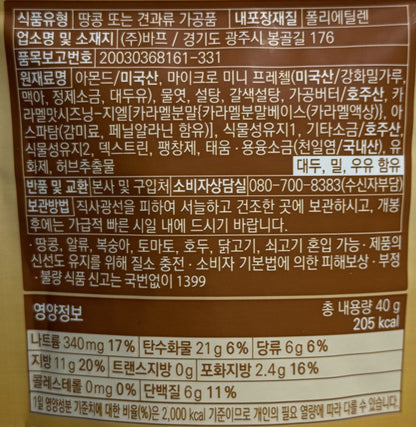 식품유형 땅콩 또는 견과류 가공품 내포장재질 폴리에틸렌
업소명 및 소재지 (주)바프 / 경기도 광주시 봉골길 176
품목보고번호 20030368161-331
원재료명 아몬드/미국산, 마이크로 미니 프레첼(미국산/강화밀가루,
맥아, 정제소금, 대두유), 물엿, 설탕, 갈색설탕, 가공버터/호주산, 카
라멜맛시즈닝-지엘[카라멜분말{카라멜분말베이스(카라멜색상)}, 아
스파탐(감미료, 페닐알라닌 함유)], 식물성유지1, 기타소금/호주산,
식물성유지2, 덱스트린, 팽창제, 태움·용융소금(천일염/국내산), 유
화제, 허브추출물 대두, 밀, 우유 함유
반품 및 교환 본사 및 구입처 소비자상담실 080-700-8383(수신자부담)
보관방법 직사광선을 피하여 서늘하고 건조한 곳에 보관하시고, 개봉
후에는 가급적 빠른 시일 내에 드시기 바랍니다.
·땅콩, 알류, 복숭아, 토마토, 호두, 닭고기, 쇠고기 혼입 가능 ·제품의
신선도 유지를 위해 질소 충전 ·소비자 기본법에 의한 피해보상 ·부정
·불량 식품 신고는 국번없이 1399
영양정보 총 내용량 40 g
205 kcal
나트륨 340 mg 17% 탄수화물 21 g 6% 당류 6g 6%
지방 11 g 20% 트랜스지방 0g 포화지방 2.4 g 16%
콜레스테롤 0 mg 0% 단백질 6g 11%
1일 영양성분 기준치에 대한 비율(%)은 2,000 kcal 기준이므로 개인의 필요 열량에 따라 다를 수 있습니다.